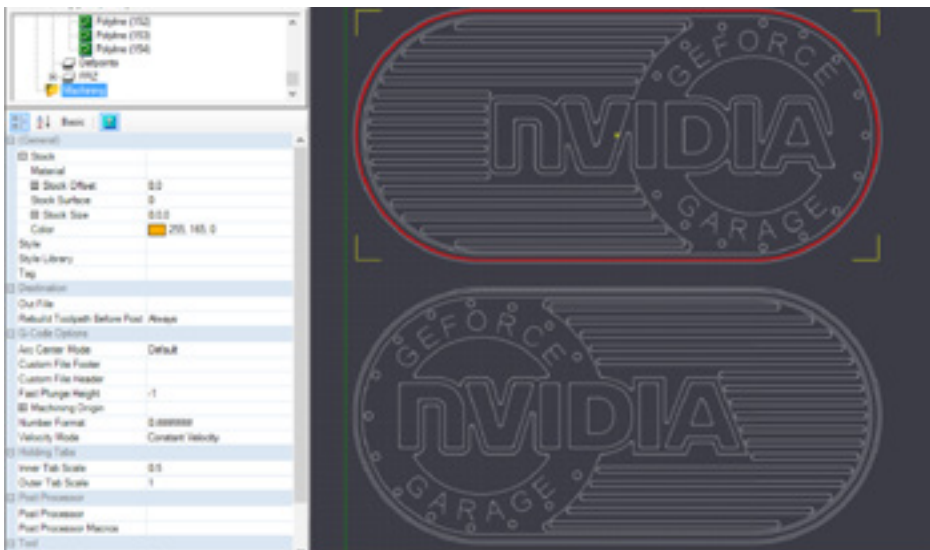 Polyline (152)
Polyline (153)
Polyline (154)
Defpoints
Machining
Basic
(General)
Stock
Material
Stock Offset 0,0
Stock Surface 0
Stock Size 0,0,0
Color 255, 165, 0
Style
Style Library
Tag
Destination
Out File
Rebuild Toolpath Before Post Always
G-Code Options
Arc Center Mode Default
Custom File Footer
Custom File Header
Fast Plunge Height -1
Machining Origin
Number Format 0.#######
Velocity Mode Constant Velocity
Holding Tabs
Inner Tab Scale 0.5
Outer Tab Scale 1
Post Processor
Post Processor
Post Processor Macros
Tool
GEFORCE
NVIDIA
GARAGE
GEFORCE
NVIDIA
GARAGE